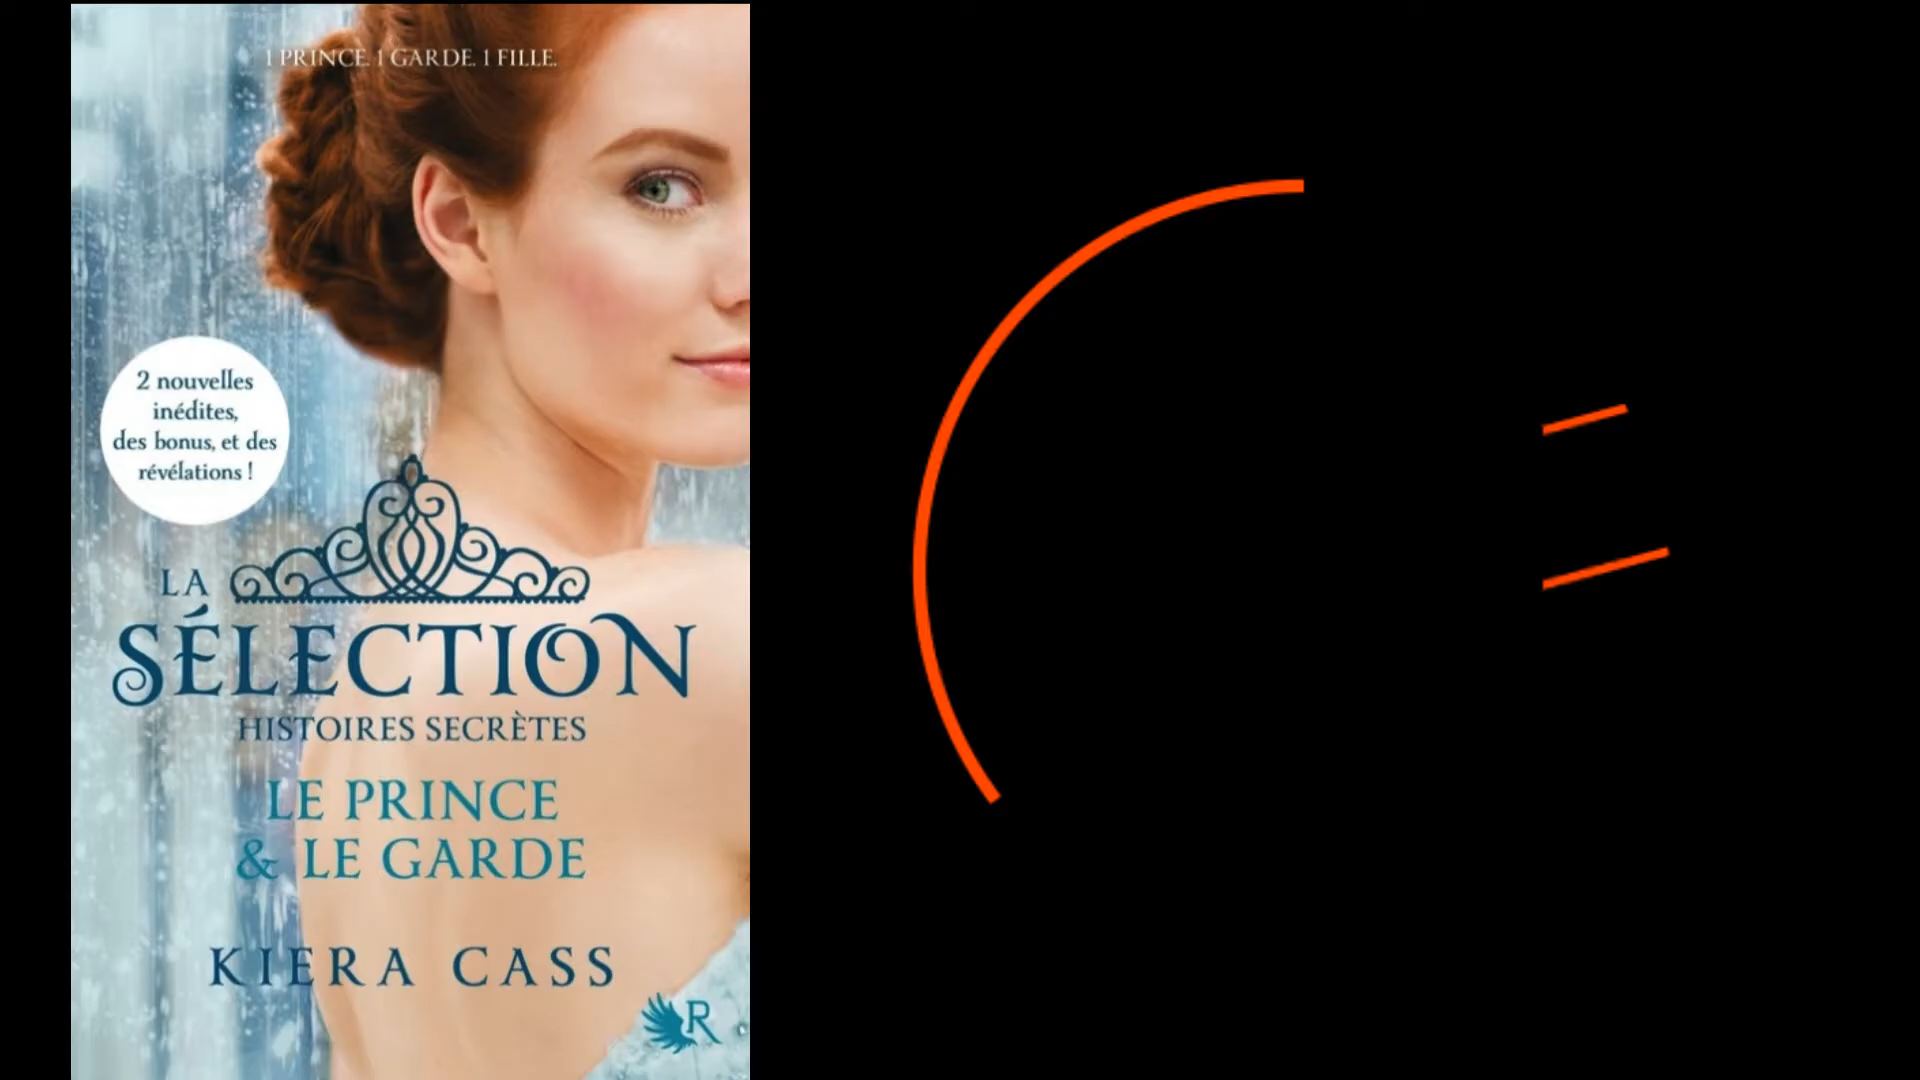 1 PRINCE. 1 GARDE. 1 FILLE.
2 nouvelles
inédites,
des bonus, et des
révélations !
LA
SÉLECTION
HISTOIRES SECRÈTES
LE PRINCE
& LE GARDE
KIERA CASS
R